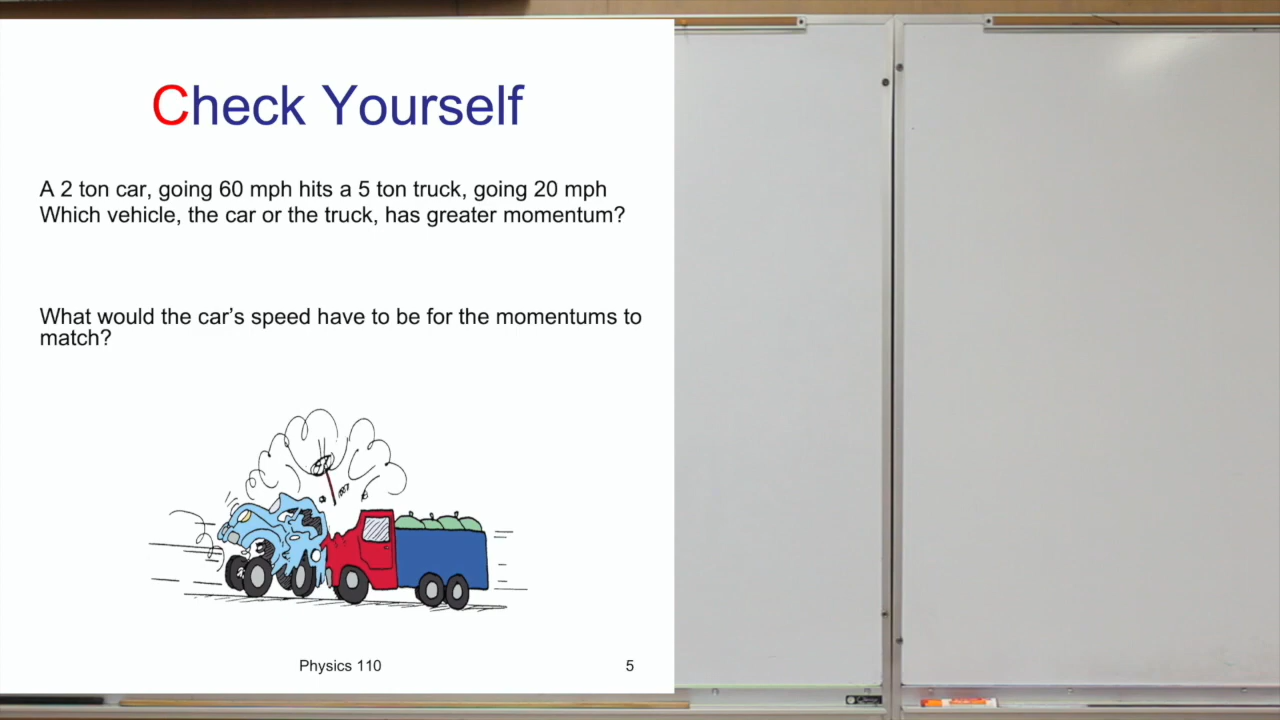 Check Yourself
A 2 ton car, going 60 mph hits a 5 ton truck, going 20 mph
Which vehicle, the car or the truck, has greater momentum?
What would the car’s speed have to be for the momentums to
match?
Physics 110
5